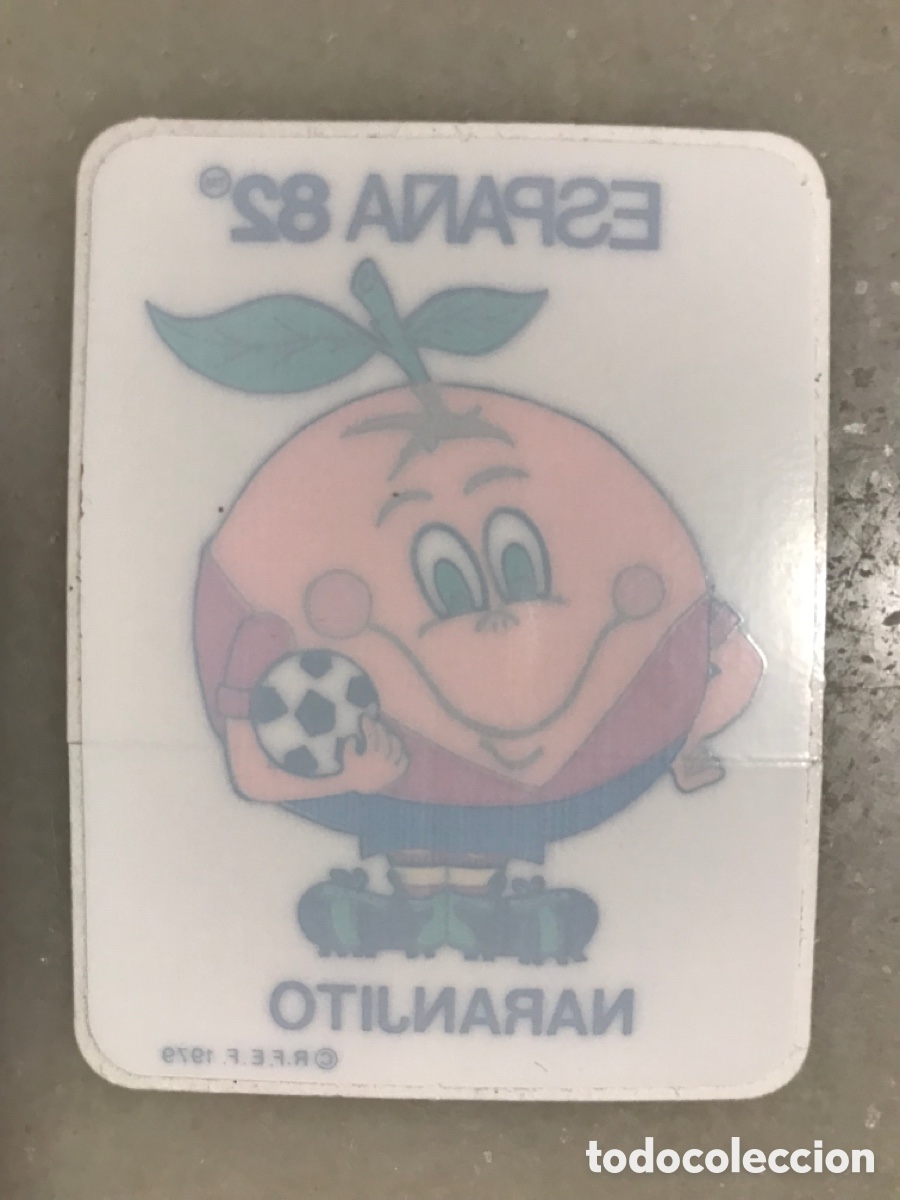 ESPAÑA 82
NARANJITO
© R.F.E.F. 1979
todocoleccion